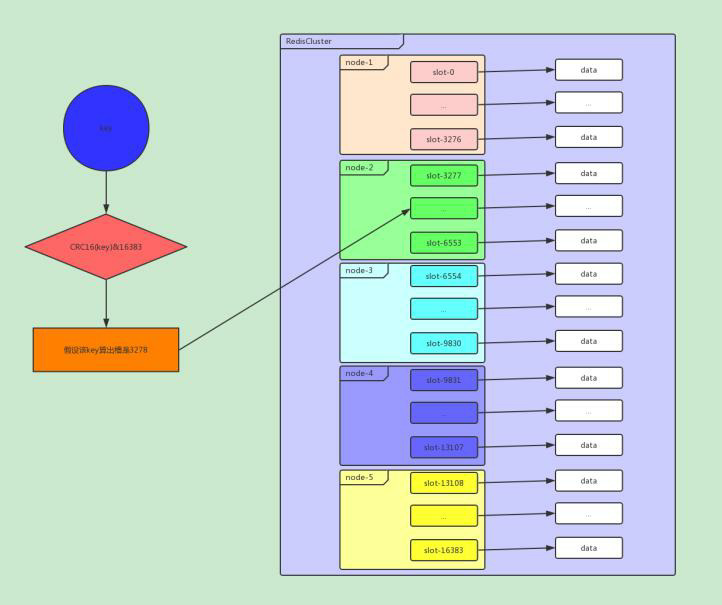 key
CRC16(key)&16383
假设该key算出槽是3278
RedisCluster
node-1
slot-0
data
...
...
slot-3276
data
node-2
slot-3277
data
...
...
slot-6553
data
node-3
slot-6554
data
...
...
slot-9830
data
node-4
slot-9831
data
...
...
slot-13107
data
node-5
slot-13108
data
...
...
slot-16383
data